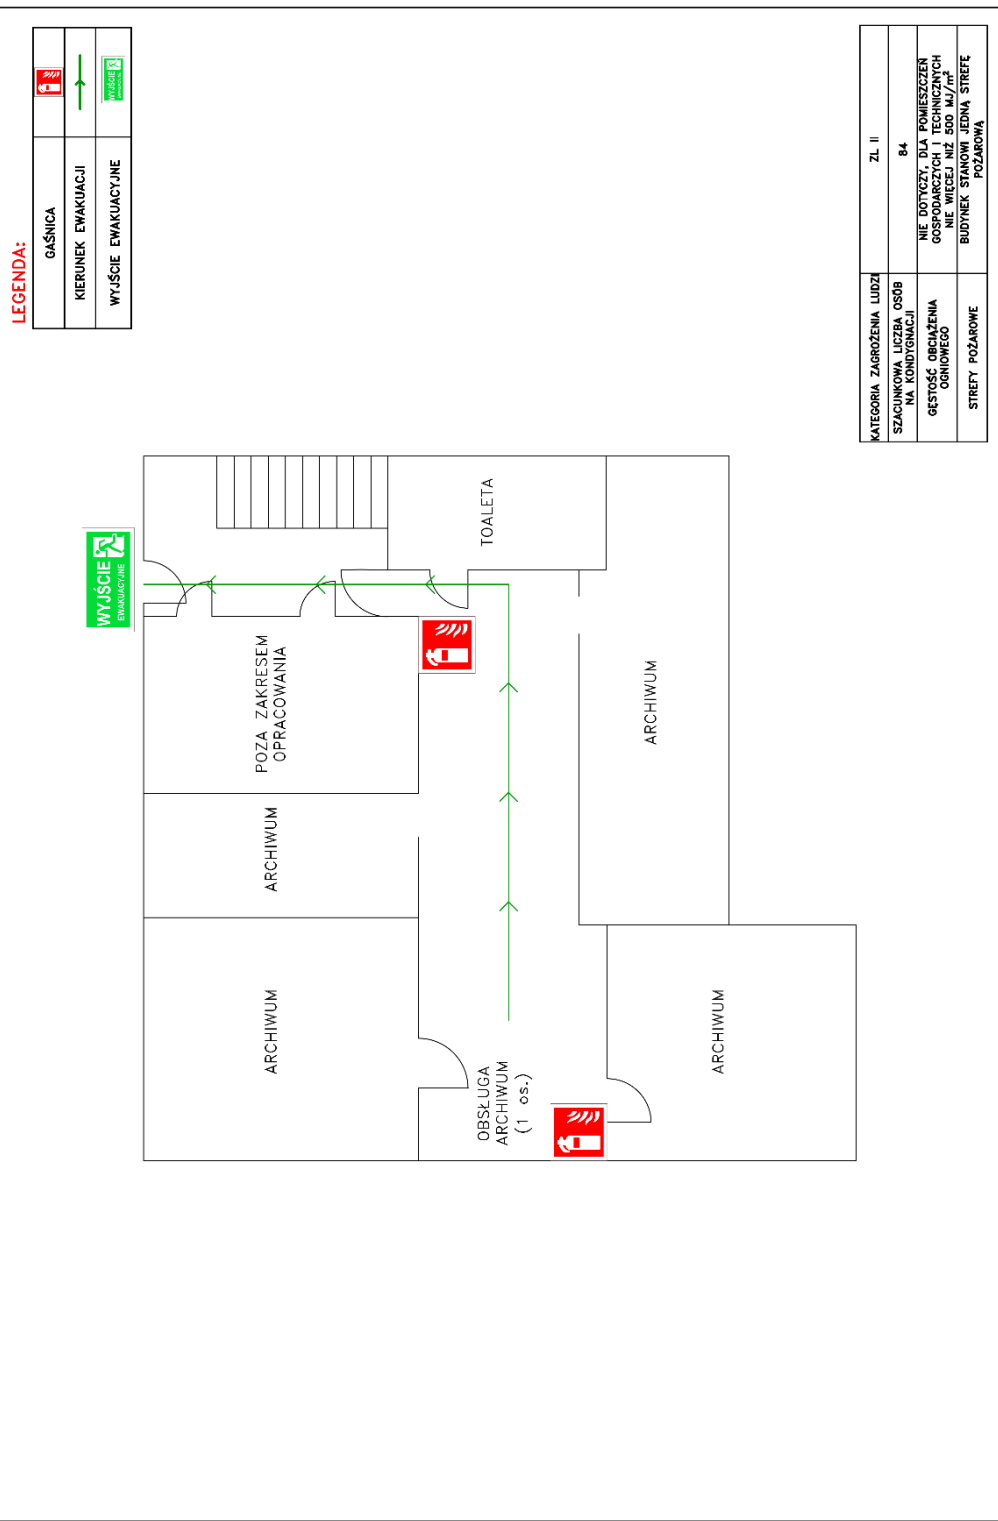 LEGENDA:
GAŚNICA
KIERUNEK EWAKUACJI
WYJŚCIE EWAKUACYJNE
WYJŚCIE
EWAKUACYJNE
KATEGORIA ZAGROŻENIA LUDZI
ZL II
SZACUNKOWA LICZBA OSÓB
NA KONDYGNACJI
84
GĘSTOŚĆ OBCIĄŻENIA
OGNIOWEGO
NIE DOTYCZY, DLA POMIESZCZEŃ
GOSPODARCZYCH I TECHNICZNYCH
NIE WIĘCEJ NIŻ 500 MJ/m²
STREFY POŻAROWE
BUDYNEK STANOWI JEDNĄ STREFĘ
POŻAROWĄ
WYJŚCIE
EWAKUACYJNE
ARCHIWUM
ARCHIWUM
POZA ZAKRESEM
OPRACOWANIA
TOALETA
OBSŁUGA
ARCHIWUM
(1 os.)
ARCHIWUM
ARCHIWUM